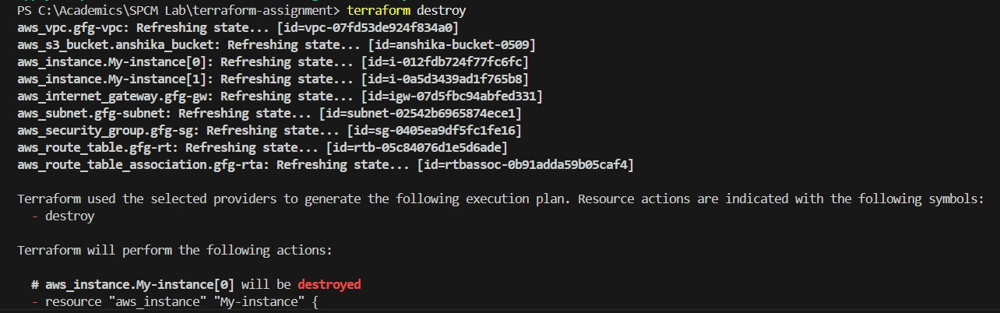 PS C:\Academics\SPCM Lab\terraform-assignment> terraform destroy
aws_vpc.gfg-vpc: Refreshing state... [id=vpc-07fd53de924f834a0]
aws_s3_bucket.anshika_bucket: Refreshing state... [id=anshika-bucket-0509]
aws_instance.My-instance[0]: Refreshing state... [id=i-012fdb724f77fc6fc]
aws_instance.My-instance[1]: Refreshing state... [id=i-0a5d3439ad1f765b8]
aws_internet_gateway.gfg-gw: Refreshing state... [id=igw-07d5fbc94abfed331]
aws_subnet.gfg-subnet: Refreshing state... [id=subnet-02542b6965874ece1]
aws_security_group.gfg-sg: Refreshing state... [id=sg-0405ea9df5fc1fe16]
aws_route_table.gfg-rt: Refreshing state... [id=rtb-05c84076d1e5d6ade]
aws_route_table_association.gfg-rta: Refreshing state... [id=rtbassoc-0b91adda59b05caf4]
Terraform used the selected providers to generate the following execution plan. Resource actions are indicated with the following symbols:
- destroy
Terraform will perform the following actions:
# aws_instance.My-instance[0] will be destroyed
- resource "aws_instance" "My-instance" {